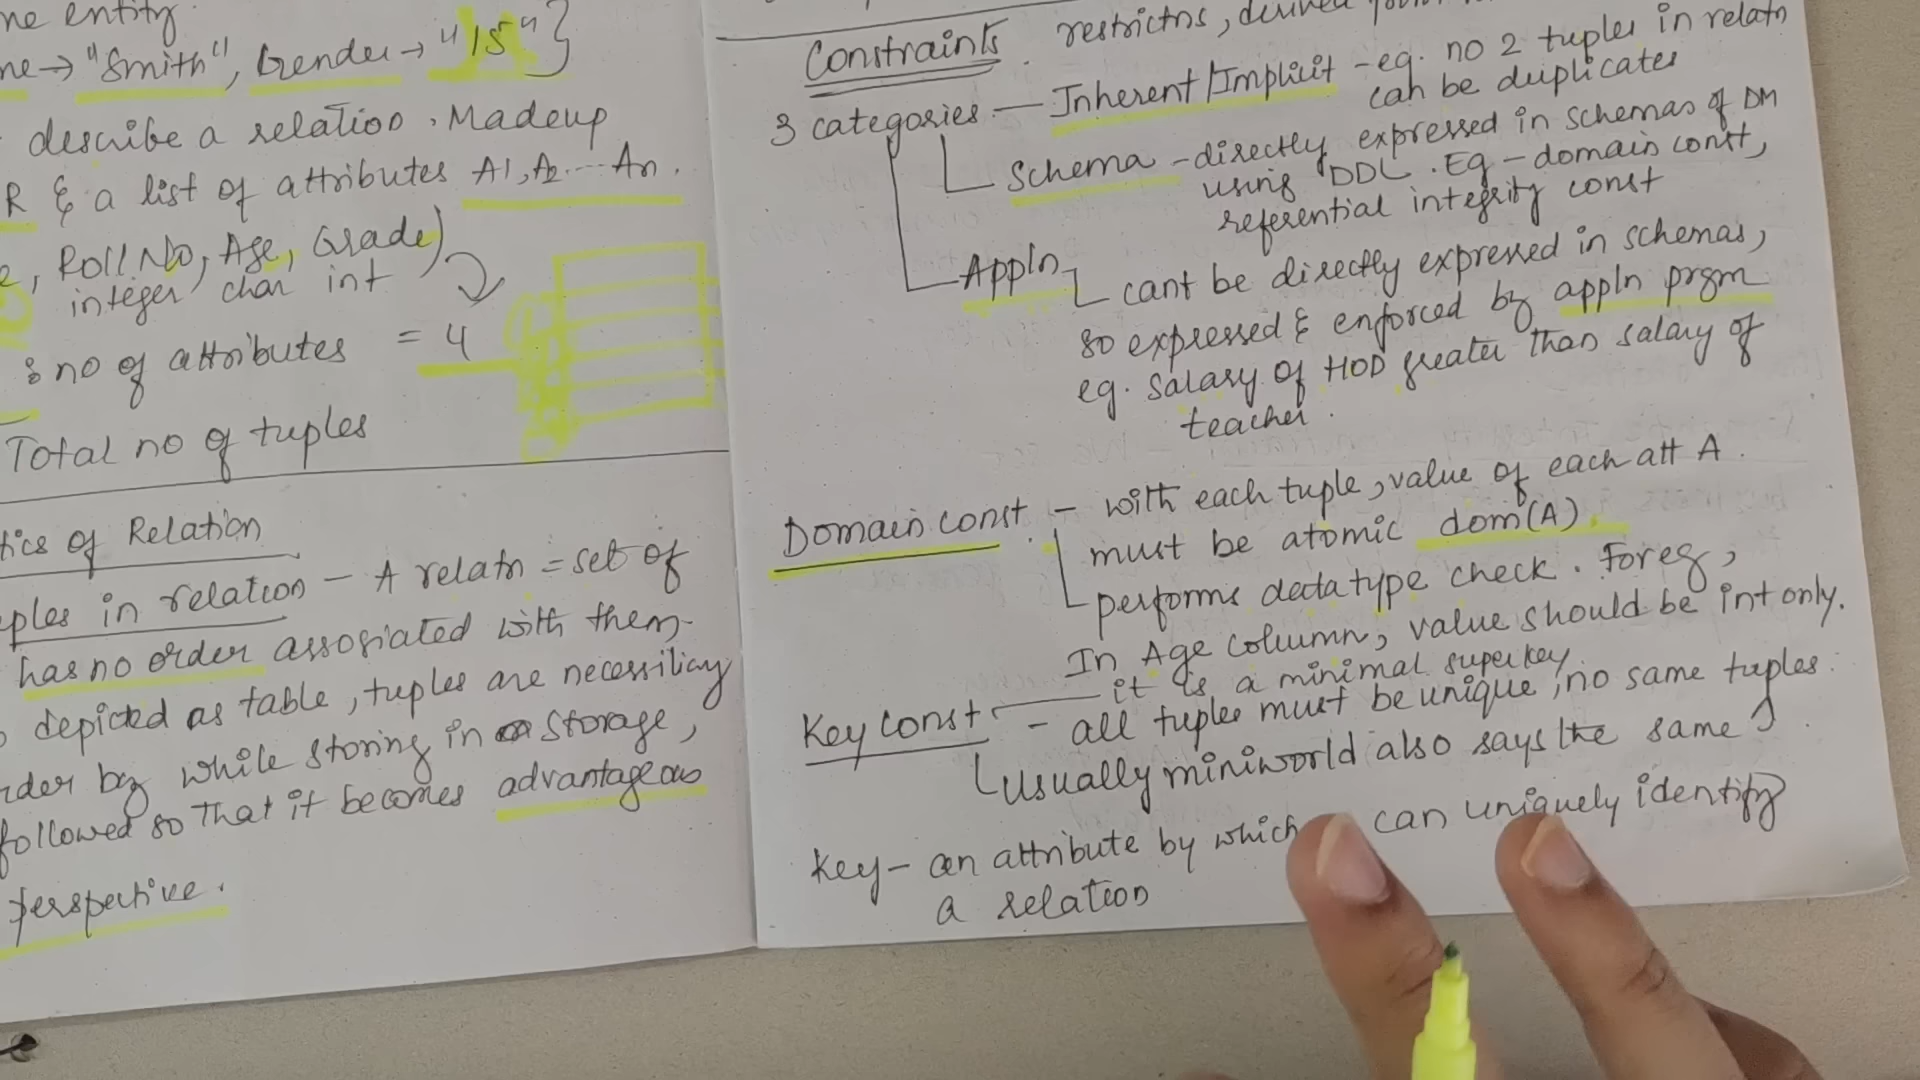 ne entity
ne → "Smith", Gender → "15"}
describe a relation. Madeup
R & a list of attributes A1, A2 ... An.
, Roll.No, Age, Grade)
integer char int
no of attributes = 4
Total no of tuples
tics of Relation
ples in relation - A relatn = set of
has no order assosiated with them.
depicted as table, tuples are necessiliay
rder by while storing in storage,
followed so that it becomes advantageous
perspective.
restrictns, derived
Constraints
3 categories — Inherent/Implicit - eg. no 2 tuples in relatn
can be duplicates
Schema - directly expressed in schemas of DM
using DDL. Eg - domain constt,
referential integrity const
Appln
cant be directly expressed in schemas,
so expressed & enforced by appln prgm
eg. salary of HOD greater than salary of
teacher.
Domain const - with each tuple, value of each att A.
must be atomic dom(A).
performs datatype check. Foreg,
In Age column, value should be int only.
it is a minimal superkey
Key const - all tuples must be unique, no same tuples.
Usually miniworld also says the same
Key - an attribute by which can uniquely identify
a relation